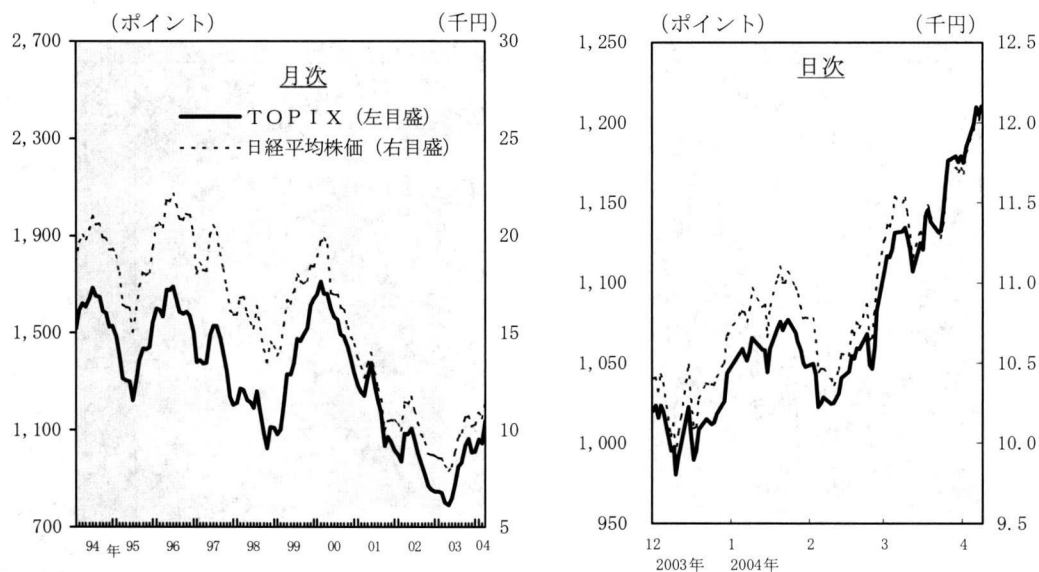 (ポイント) (千円)
2,700 30
月次
TOPIX (左目盛)
2,300 25
日経平均株価 (右目盛)
1,900 20
1,500 15
1,100 10
700 5
94 年 95 96 97 98 99 00 01 02 03 04
(ポイント) (千円)
1,250 12.5
日次
1,200 12.0
1,150 11.5
1,100 11.0
1,050 10.5
1,000 10.0
950 9.5
12 1 2 3 4
2003年 2004年